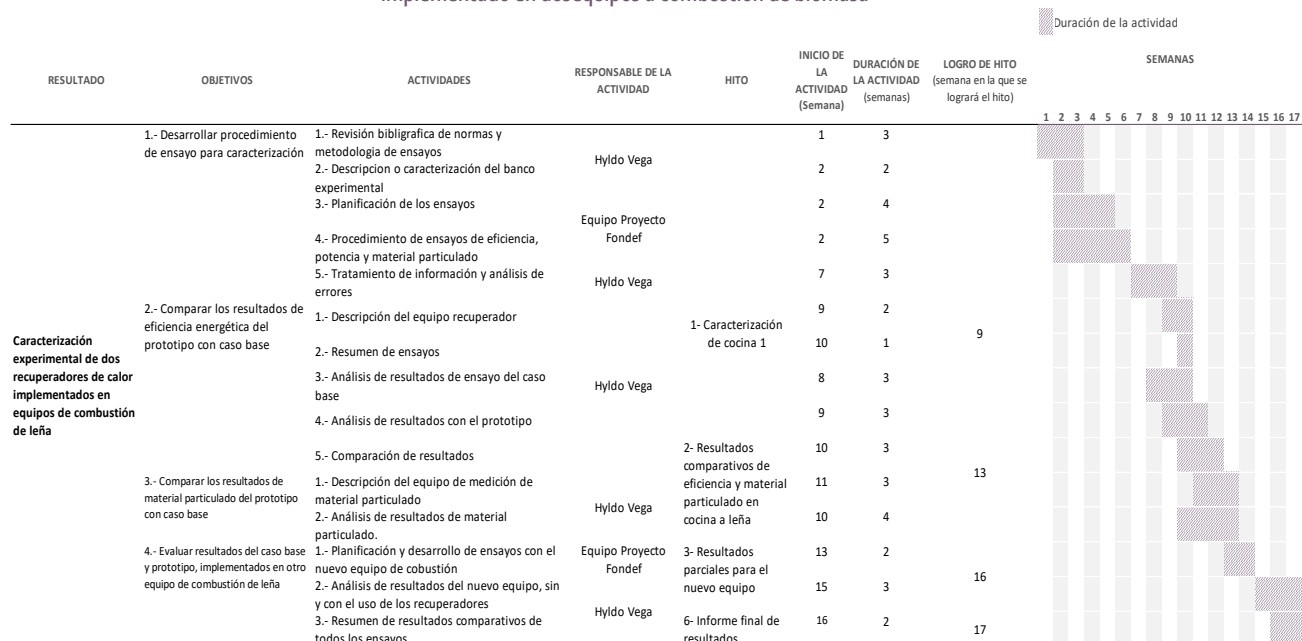 Implementado en dosequipos a combustión de biomasa
Duración de la actividad
RESULTADO
OBJETIVOS
ACTIVIDADES
RESPONSABLE DE LA
ACTIVIDAD
HITO
INICIO DE
LA
ACTIVIDAD
(Semana)
DURACIÓN DE
LA ACTIVIDAD
(semanas)
LOGRO DE HITO
(semana en la que se
logrará el hito)
SEMANAS
1 2 3 4 5 6 7 8 9 10 11 12 13 14 15 16 17
Caracterización
experimental de dos
recuperadores de calor
implementados en
equipos de combustión
de leña
1.- Desarrollar procedimiento
de ensayo para caracterización
1.- Revisión bibligrafica de normas y
metodologia de ensayos
1 3
Hyldo Vega
2.- Descripcion o caracterización del banco
experimental
2 2
3.- Planificación de los ensayos
2 4
Equipo Proyecto
Fondef
4.- Procedimiento de ensayos de eficiencia,
potencia y material particulado
2 5
5.- Tratamiento de información y análisis de
errores
Hyldo Vega
7 3
2.- Comparar los resultados de
eficiencia energética del
prototipo con caso base
1.- Descripción del equipo recuperador
9 2
1- Caracterización
de cocina 1
9
2.- Resumen de ensayos
10 1
3.- Análisis de resultados de ensayo del caso
base
Hyldo Vega
8 3
4.- Análisis de resultados con el prototipo
9 3
5.- Comparación de resultados
10 3
2- Resultados
comparativos de
eficiencia y material
particulado en
cocina a leña
13
3.- Comparar los resultados de
material particulado del prototipo
con caso base
1.- Descripción del equipo de medición de
material particulado
11 3
Hyldo Vega
2.- Análisis de resultados de material
particulado.
10 4
4.- Evaluar resultados del caso base
y prototipo, implementados en otro
equipo de combustión de leña
1.- Planificación y desarrollo de ensayos con el
nuevo equipo de cobustión
Equipo Proyecto
Fondef
3- Resultados
parciales para el
nuevo equipo
13 2
16
2.- Análisis de resultados del nuevo equipo, sin
y con el uso de los recuperadores
15 3
Hyldo Vega
3.- Resumen de resultados comparativos de
todos los ensayos
6- Informe final de
resultados
16 2
17